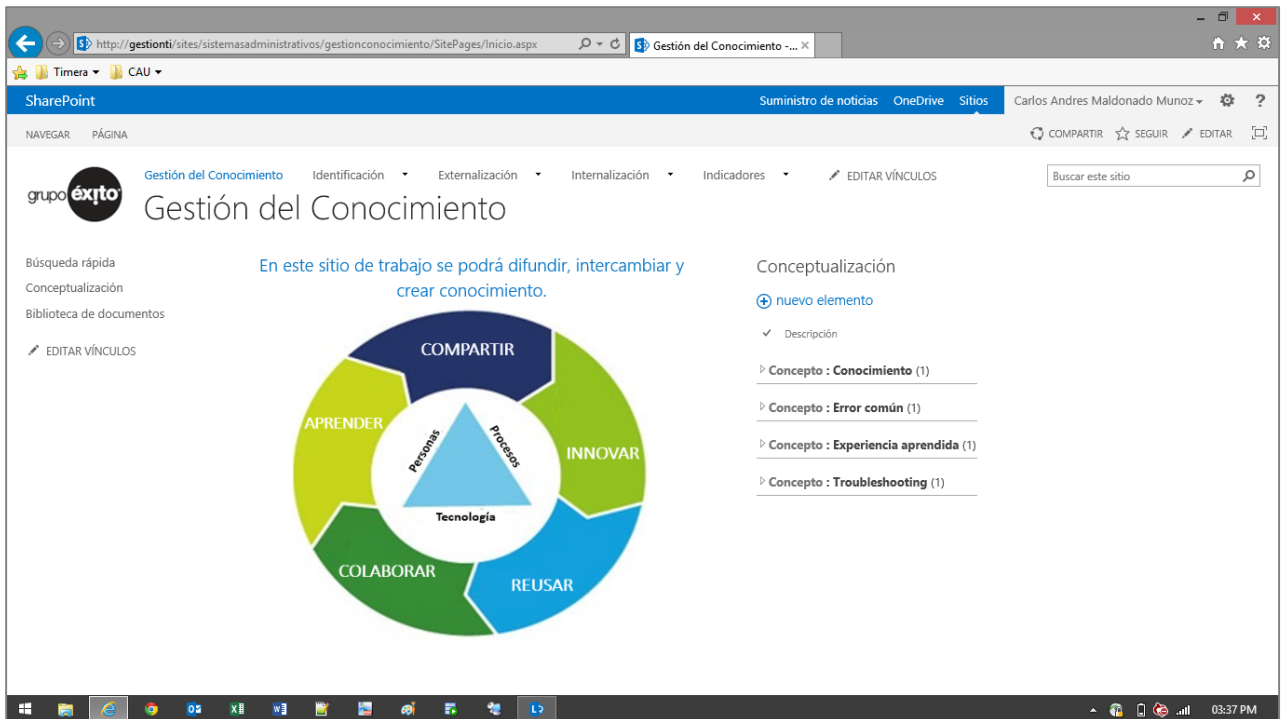 http://gestionti/sites/sistemasadministrativos/gestionconocimiento/SitePages/Inicio.aspx
Gestión del Conocimiento -...
Timera
CAU
SharePoint
Suministro de noticias OneDrive Sitios
Carlos Andres Maldonado Munoz
?
NAVEGAR PÁGINA
COMPARTIR SEGUIR EDITAR
grupo éxito
Gestión del Conocimiento Identificación Externalización Internalización Indicadores EDITAR VÍNCULOS
Buscar este sitio
Gestión del Conocimiento
Búsqueda rápida
Conceptualización
Biblioteca de documentos
EDITAR VÍNCULOS
En este sitio de trabajo se podrá difundir, intercambiar y
crear conocimiento.
COMPARTIR
APRENDER
INNOVAR
COLABORAR
REUSAR
Personas
Procesos
Tecnología
Conceptualización
nuevo elemento
Descripción
Concepto : Conocimiento (1)
Concepto : Error común (1)
Concepto : Experiencia aprendida (1)
Concepto : Troubleshooting (1)
03:37 PM